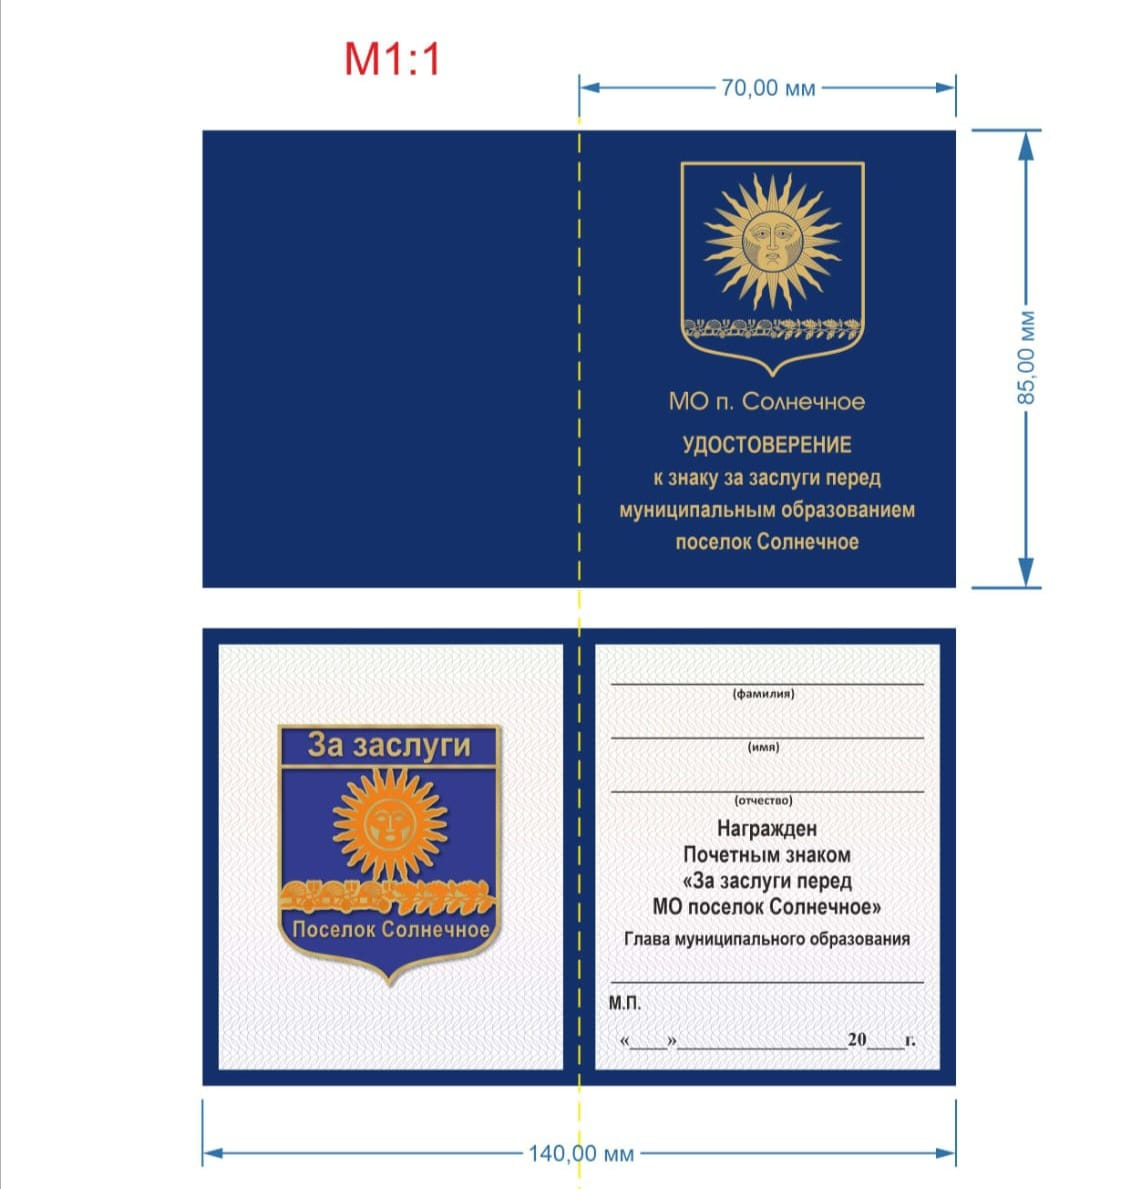 М1:1
70,00 мм
85,00 мм
МО п. Солнечное
УДОСТОВЕРЕНИЕ
к знаку за заслуги перед
муниципальным образованием
поселок Солнечное
За заслуги
Поселок Солнечное
(фамилия)
(имя)
(отчество)
Награжден
Почетным знаком
«За заслуги перед
МО поселок Солнечное»
Глава муниципального образования
М.П.
«____»__________________20____г.
140,00 мм